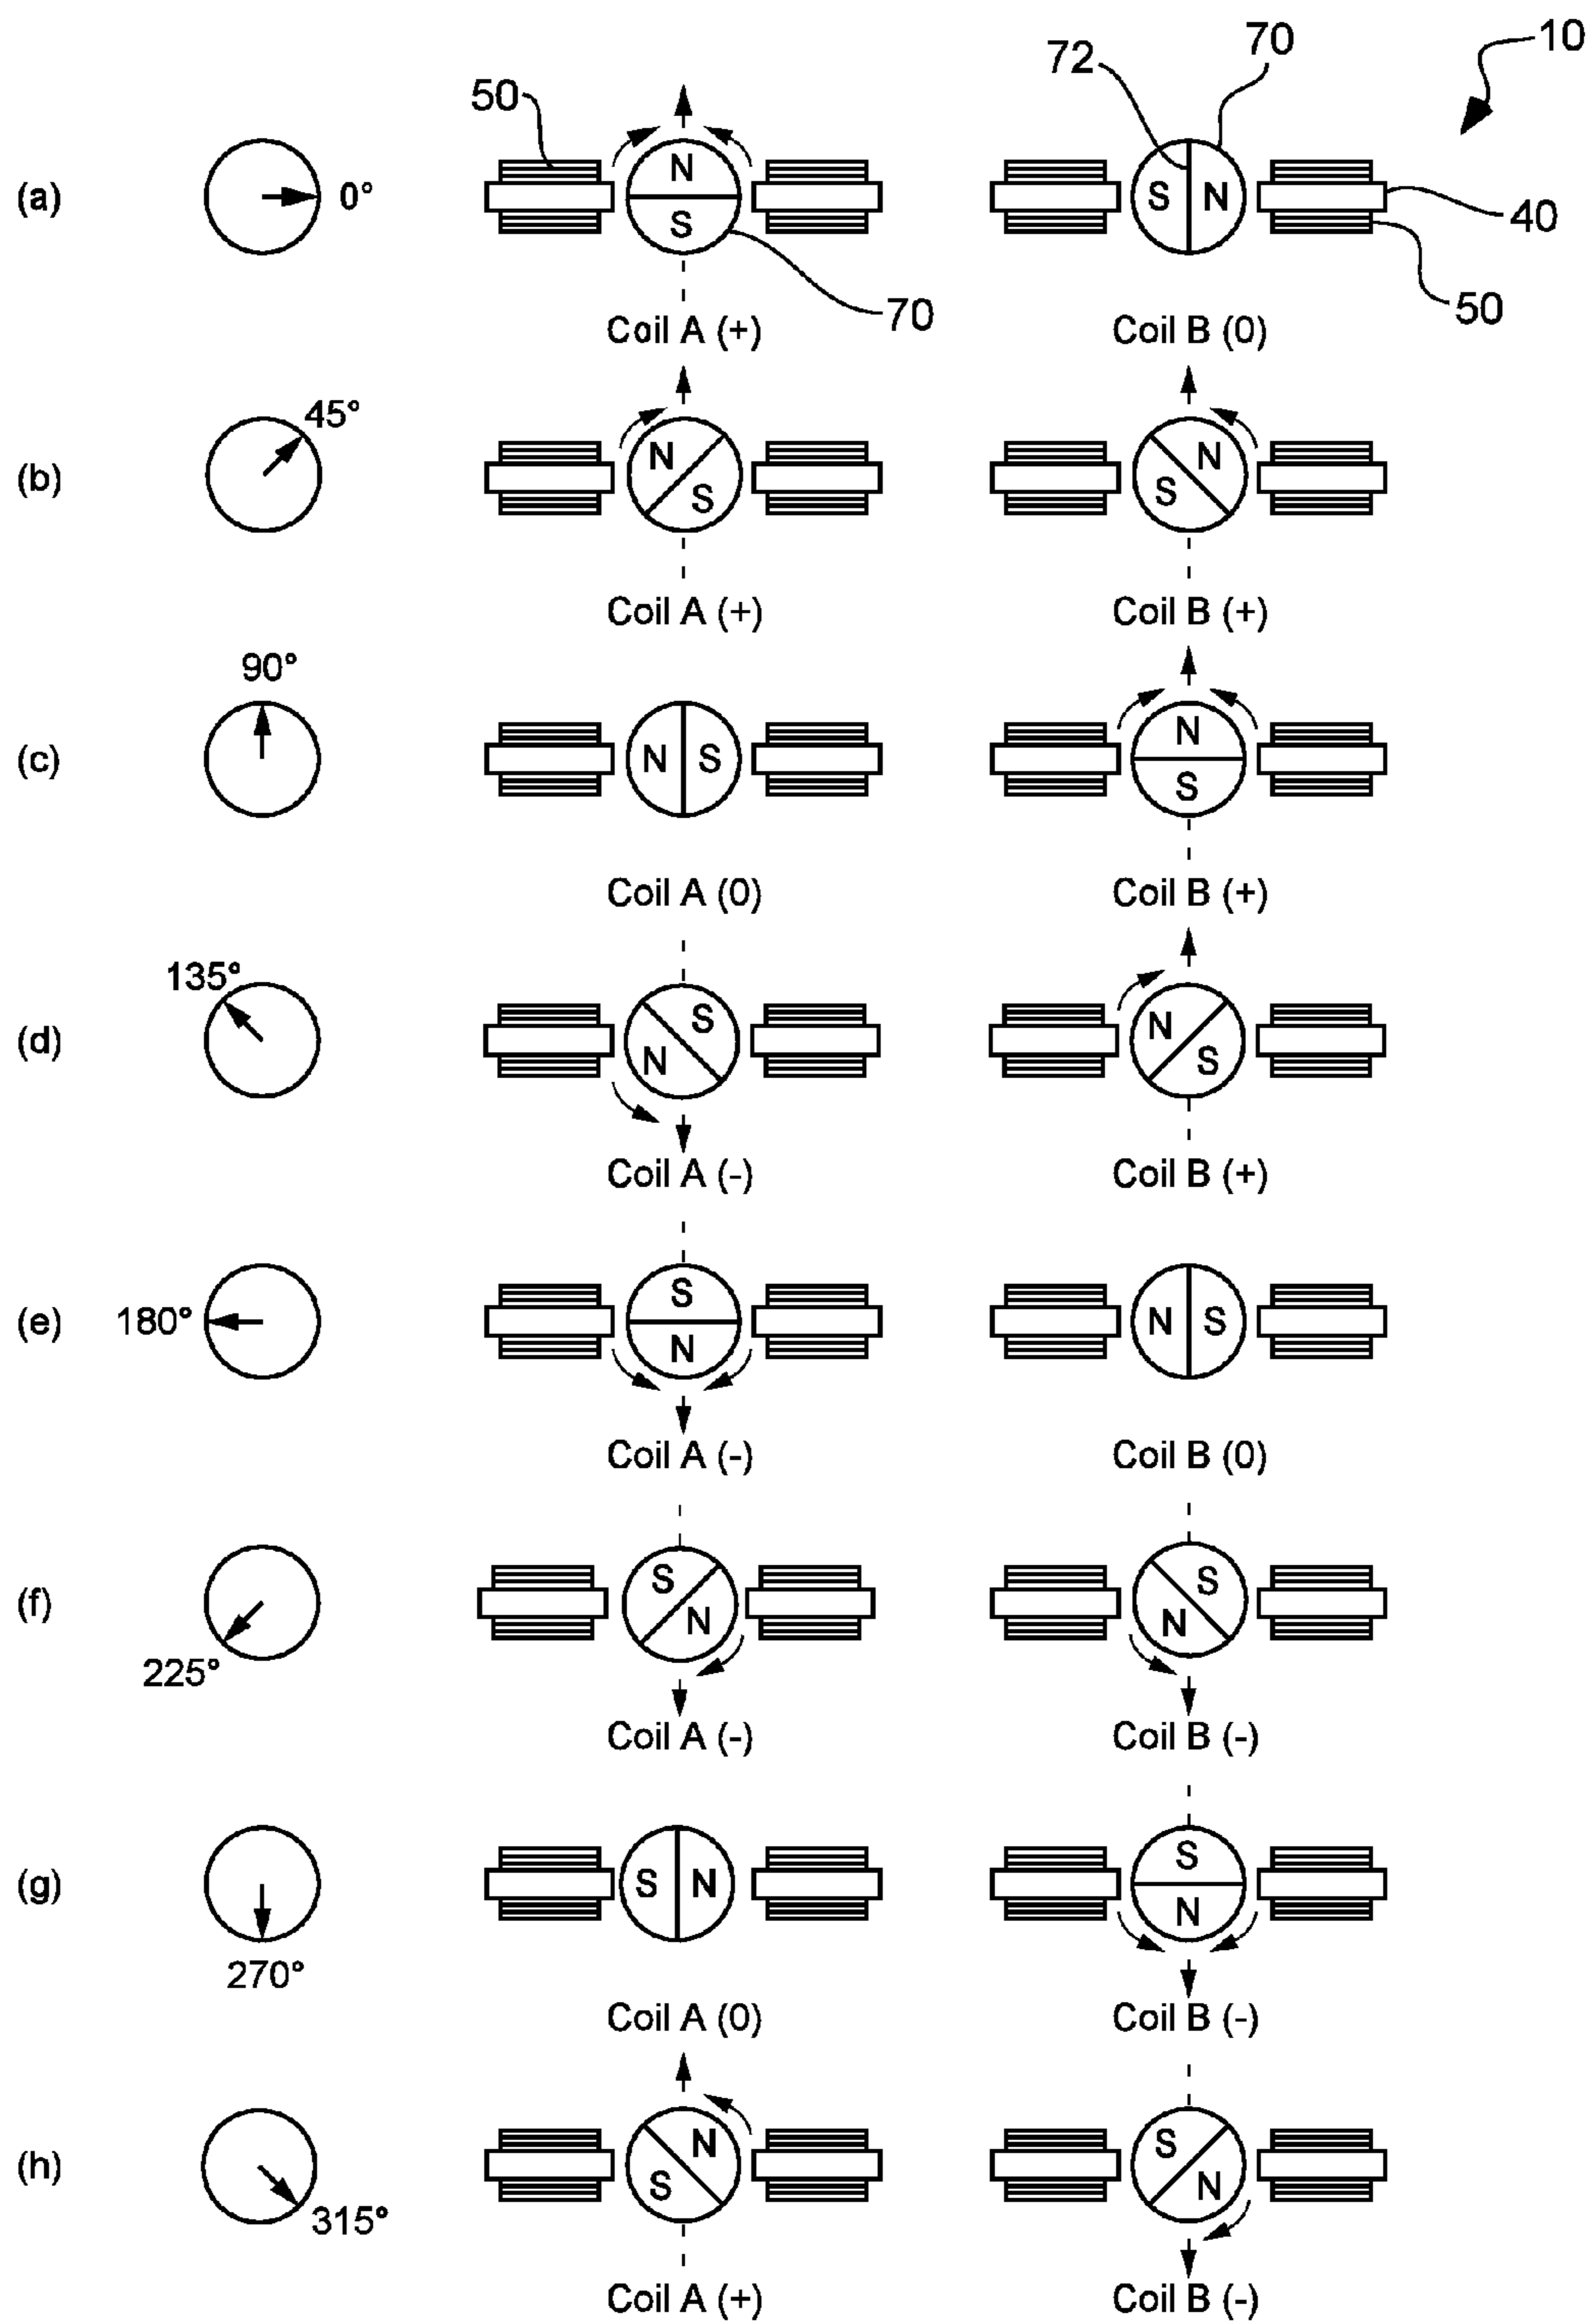 10
50
72
70
(a)
0°
N
S
S
N
40
50
70
Coil A (+)
Coil B (0)
(b)
45°
N
S
N
S
Coil A (+)
Coil B (+)
(c)
90°
N
S
N
S
Coil A (0)
Coil B (+)
(d)
135°
S
N
N
S
Coil A (-)
Coil B (+)
(e)
180°
S
N
N
S
Coil A (-)
Coil B (0)
(f)
225°
S
N
S
N
Coil A (-)
Coil B (-)
(g)
270°
S
N
S
N
Coil A (0)
Coil B (-)
(h)
315°
N
S
S
N
Coil A (+)
Coil B (-)